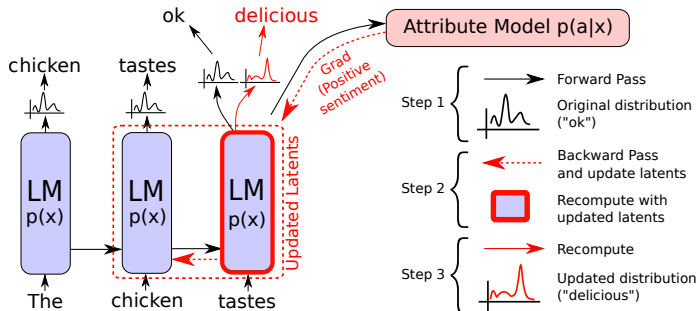 ok
delicious
Attribute Model p(a|x)
chicken
tastes
Grad
(Positive
sentiment)
LM
p(x)
LM
p(x)
LM
p(x)
Updated Latents
The
chicken
tastes
Step 1
Forward Pass
Original distribution
("ok")
Step 2
Backward Pass
and update latents
Recompute with
updated latents
Step 3
Recompute
Updated distribution
("delicious")